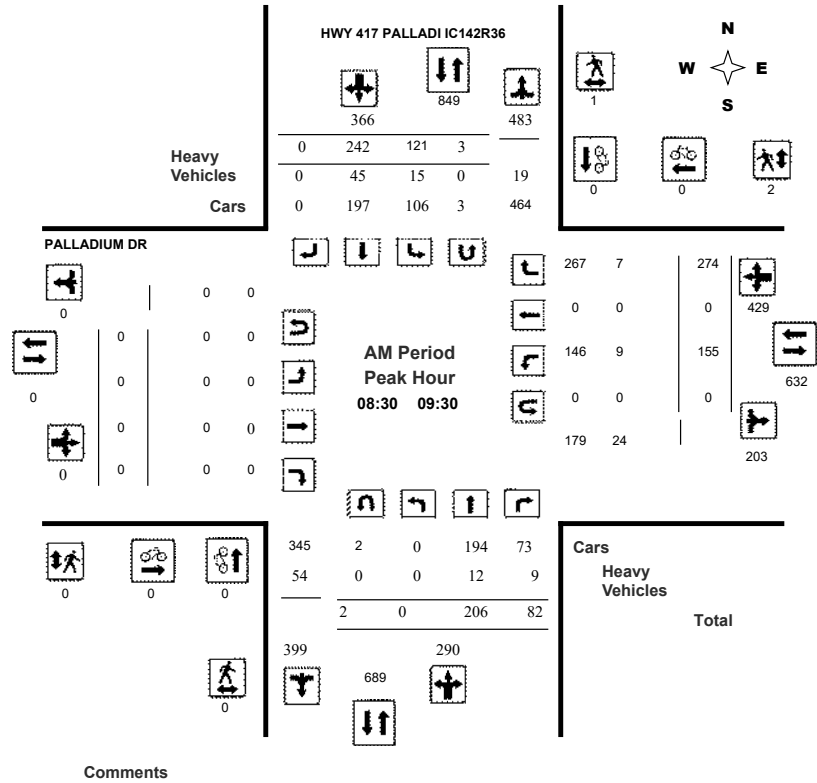 HWY 417 PALLADI IC142R36
N
W E
S
849
1
366 483
0 242 121 3
Heavy
Vehicles
0 45 15 0 19
Cars
0 197 106 3 464
0 0 2
PALLADIUM DR
0
0 0
267 7 274
429
0 0 0 0 0 0
0
AM Period
Peak Hour
08:30 09:30
0 0 0
146 9 155
632
0 0 0
0 0 0
0
0 0 0
179 24
203
345 2 0 194 73
Cars
54 0 0 12 9
Heavy
Vehicles
0 0 0
2 0 206 82
Total
399 290
689
0
Comments